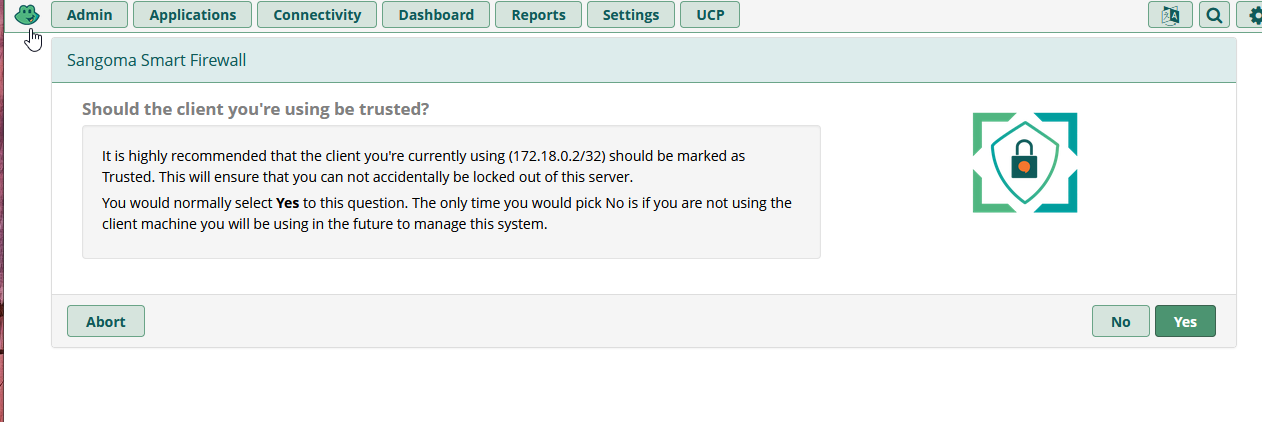 Admin
Applications
Connectivity
Dashboard
Reports
Settings
UCP
Sangoma Smart Firewall
Should the client you're using be trusted?
It is highly recommended that the client you're currently using (172.18.0.2/32) should be marked as
Trusted. This will ensure that you can not accidentally be locked out of this server.
You would normally select Yes to this question. The only time you would pick No is if you are not using the
client machine you will be using in the future to manage this system.
Abort
No
Yes